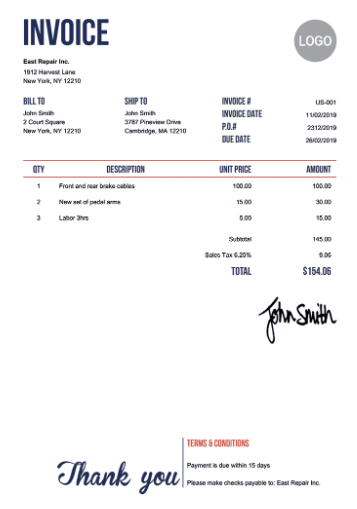 INVOICE
LOGO
East Repair Inc.
1912 Harvest Lane
New York, NY 12210
BILL TO
John Smith
2 Court Square
New York, NY 12210
SHIP TO
John Smith
3787 Pineview Drive
Cambridge, MA 12210
INVOICE # US-001
INVOICE DATE 11/02/2019
P.O.# 2312/2019
DUE DATE 26/02/2019
QTY DESCRIPTION UNIT PRICE AMOUNT
1 Front and rear brake cables 100.00 100.00
2 New set of pedal arms 15.00 30.00
3 Labor 3hrs 5.00 15.00
Subtotal 145.00
Sales Tax 6.25% 9.06
TOTAL $154.06
John Smith
Thank you
TERMS & CONDITIONS
Payment is due within 15 days
Please make checks payable to: East Repair Inc.